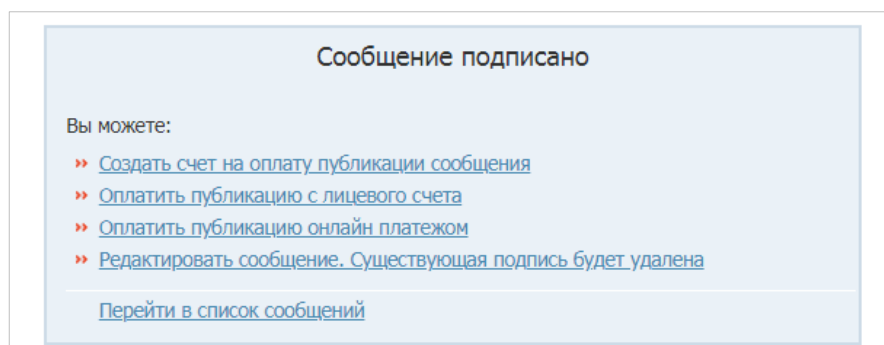 Сообщение подписано
Вы можете:
» Создать счет на оплату публикации сообщения
» Оплатить публикацию с лицевого счета
» Оплатить публикацию онлайн платежом
» Редактировать сообщение. Существующая подпись будет удалена
Перейти в список сообщений